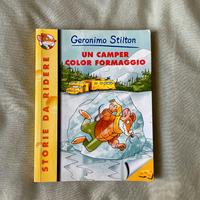 Geronimo Stilton
UN CAMPER
COLOR FORMAGGIO
STORIE DA RIDERE